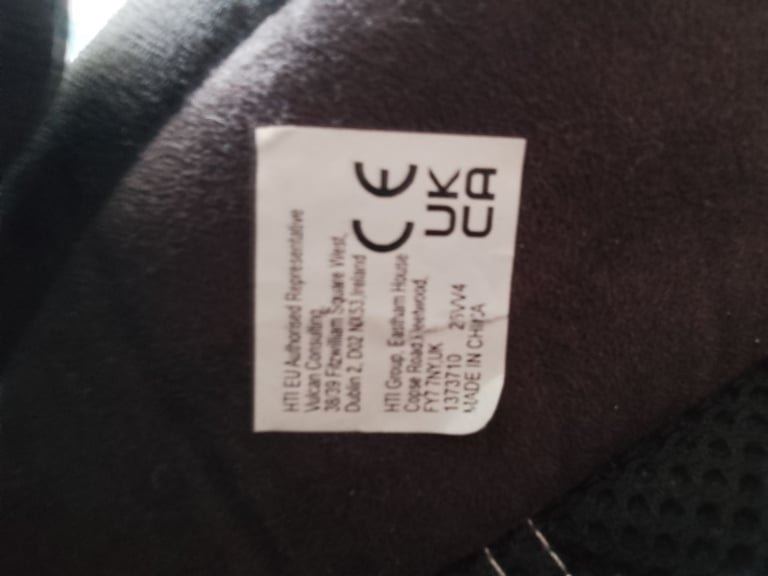 HTI EU Authorised Representative
Vulcan Consulting,
38/39 Fitzwilliam Square West,
Dublin 2, D02 NX53, Ireland
CE
HTI Group, Eastham House
Copse Road, Fleetwood,
FY7 7NY, UK
1373710
MADE IN CHINA
UK
CA